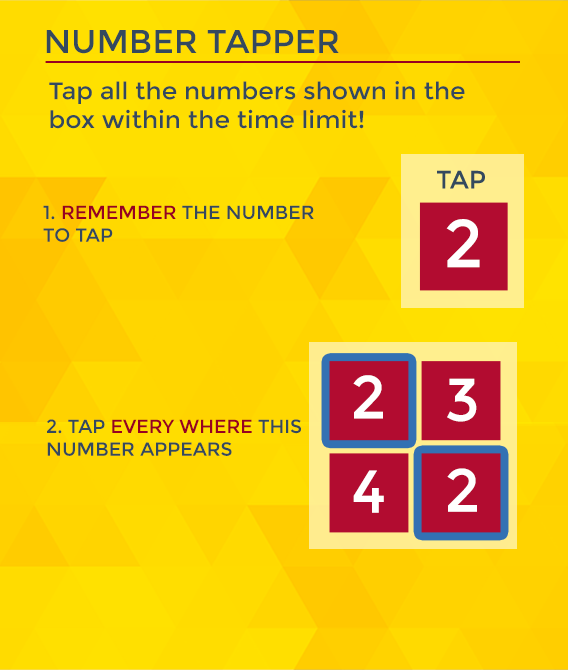 NUMBER TAPPER
Tap all the numbers shown in the
box within the time limit!
TAP
1. REMEMBER THE NUMBER
TO TAP
2
2 3
2. TAP EVERY WHERE THIS
NUMBER APPEARS
4 2